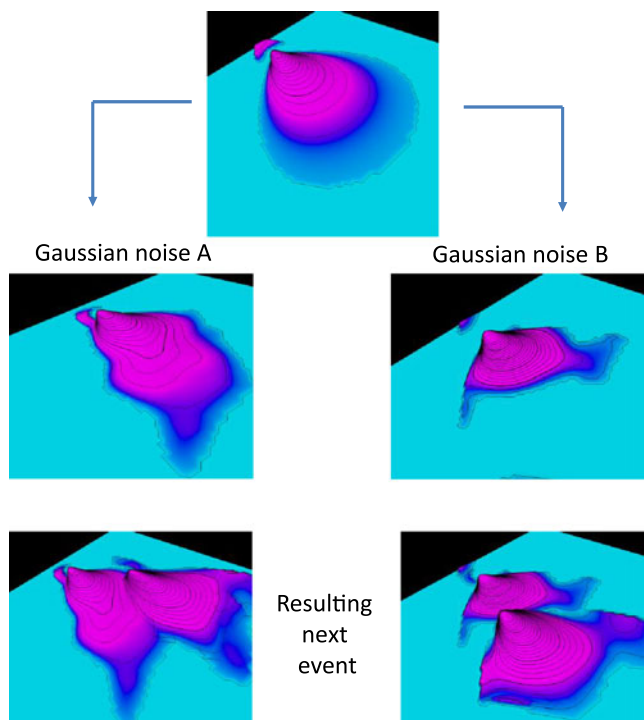 Gaussian noise A
Gaussian noise B
Resulting
next
event